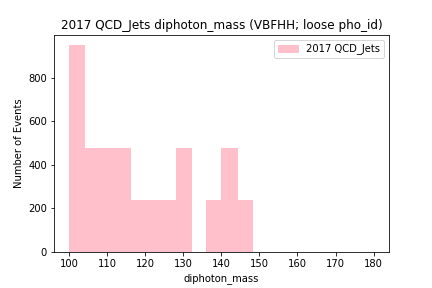 2017 QCD_Jets diphoton_mass (VBFHH; loose pho_id)
2017 QCD_Jets
Number of Events
800
600
400
200
0
100 110 120 130 140 150 160 170 180
diphoton_mass